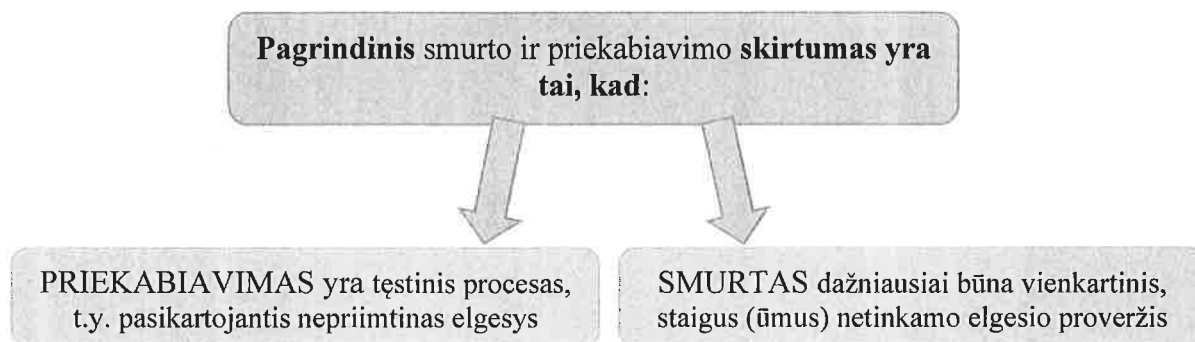 Pagrindinis smurto ir priekabiavimo skirtumas yra
tai, kad:
PRIEKABIAVIMAS yra tęstinis procesas,
t.y. pasikartojantis nepriimtinas elgesys
SMURTAS dažniausiai būna vienkartinis,
staigus (ūmus) netinkamo elgesio proveržis